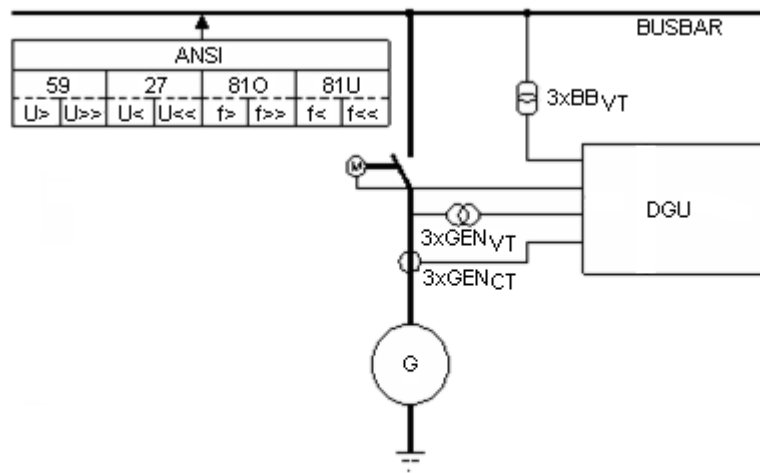 BUSBAR
ANSI
59 27 81O 81U
U> U>> U< U<< f> f>> f< f<<
3xBBVT
M
DGU
3xGENVT
3xGENCT
G